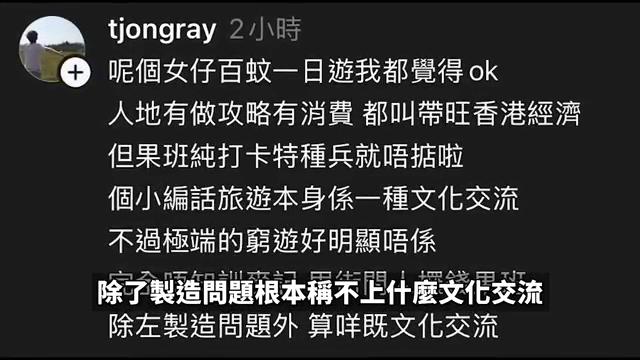 tjongray 2小時
呢個女仔百蚊一日遊我都覺得ok
人地有做攻略有消費 都叫帶旺香港經濟
但果班純打卡特種兵就唔掂啦
個小編話旅遊本身係一種文化交流
不過極端的窮遊好明顯唔係
除了製造問題根本稱不上什麼文化交流
除左製造問題外 算咩既文化交流